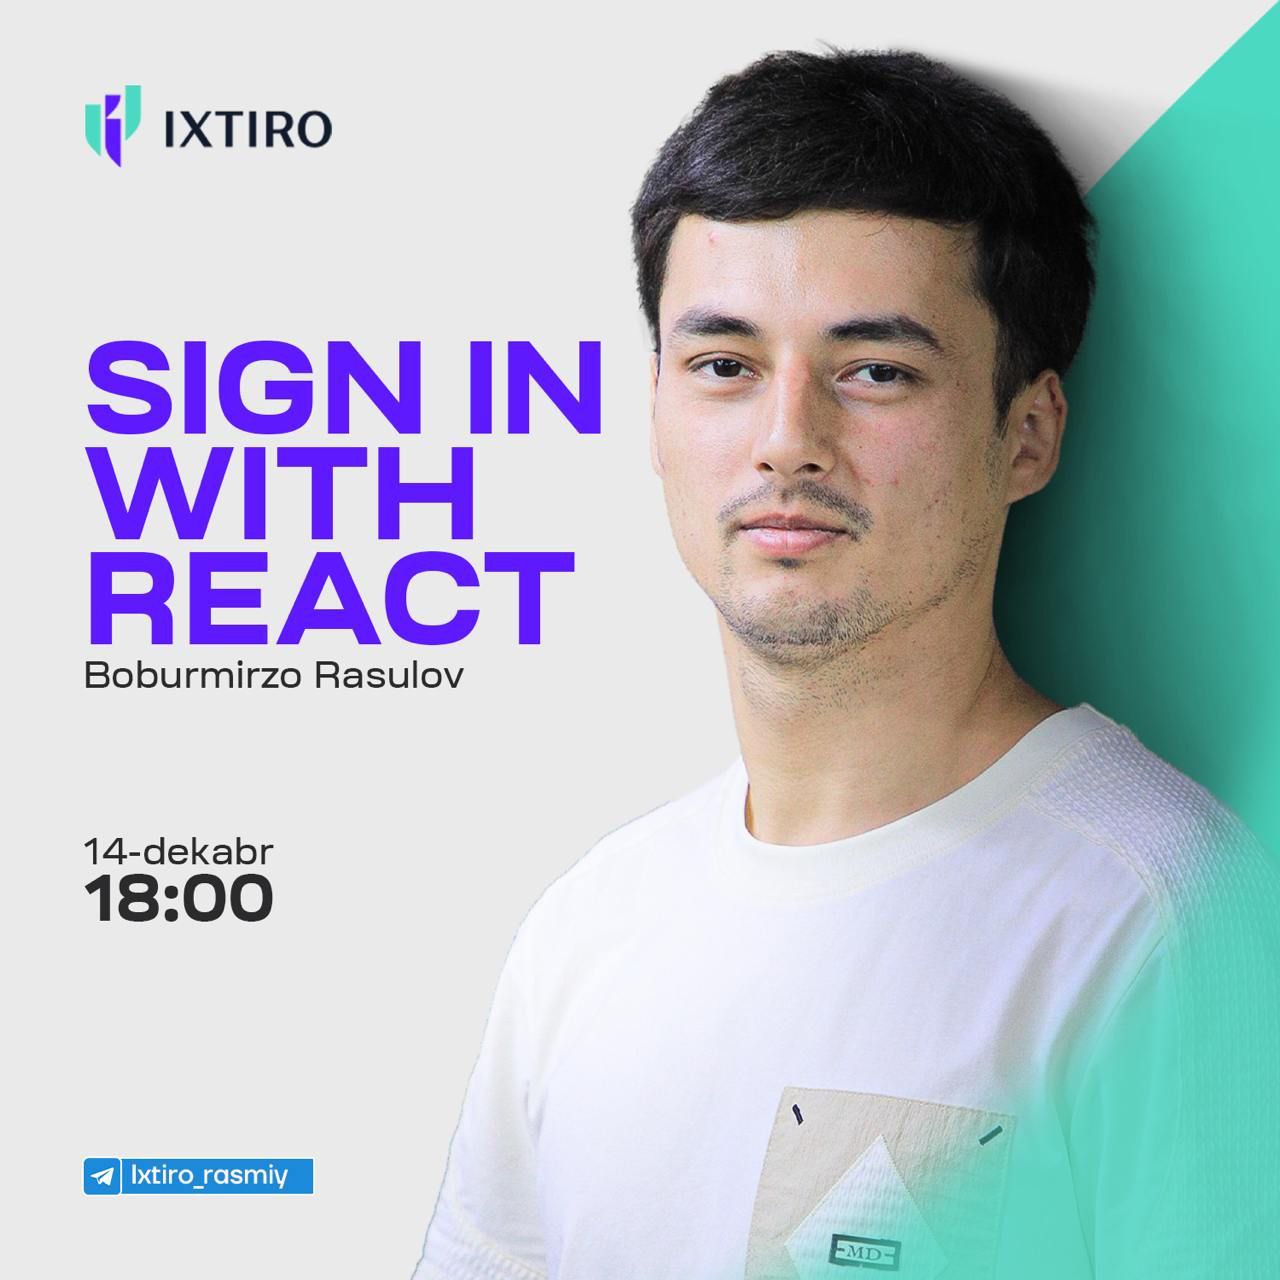 IXTIRO
SIGN IN
WITH
REACT
Boburmirzo Rasulov
14-dekabr
18:00
Ixtiro_rasmiy
MD